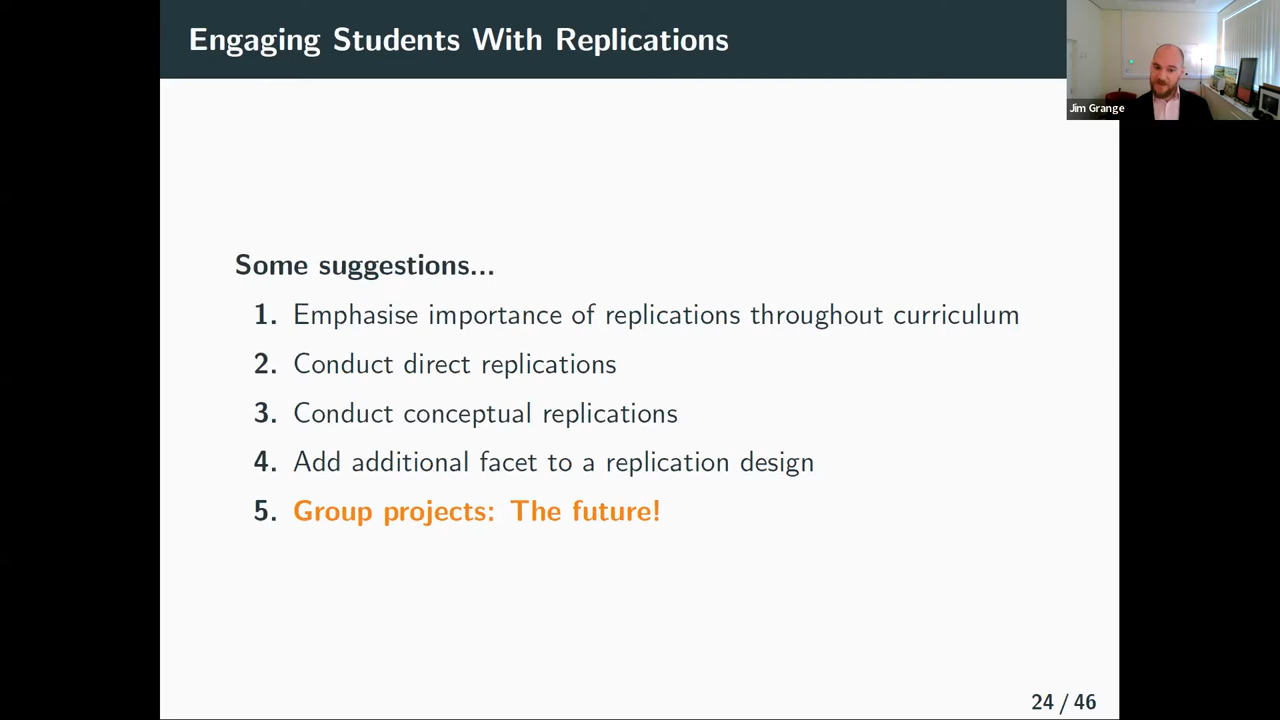 Engaging Students With Replications
Jim Grange
Some suggestions...
1. Emphasise importance of replications throughout curriculum
2. Conduct direct replications
3. Conduct conceptual replications
4. Add additional facet to a replication design
5. Group projects: The future!
24 / 46